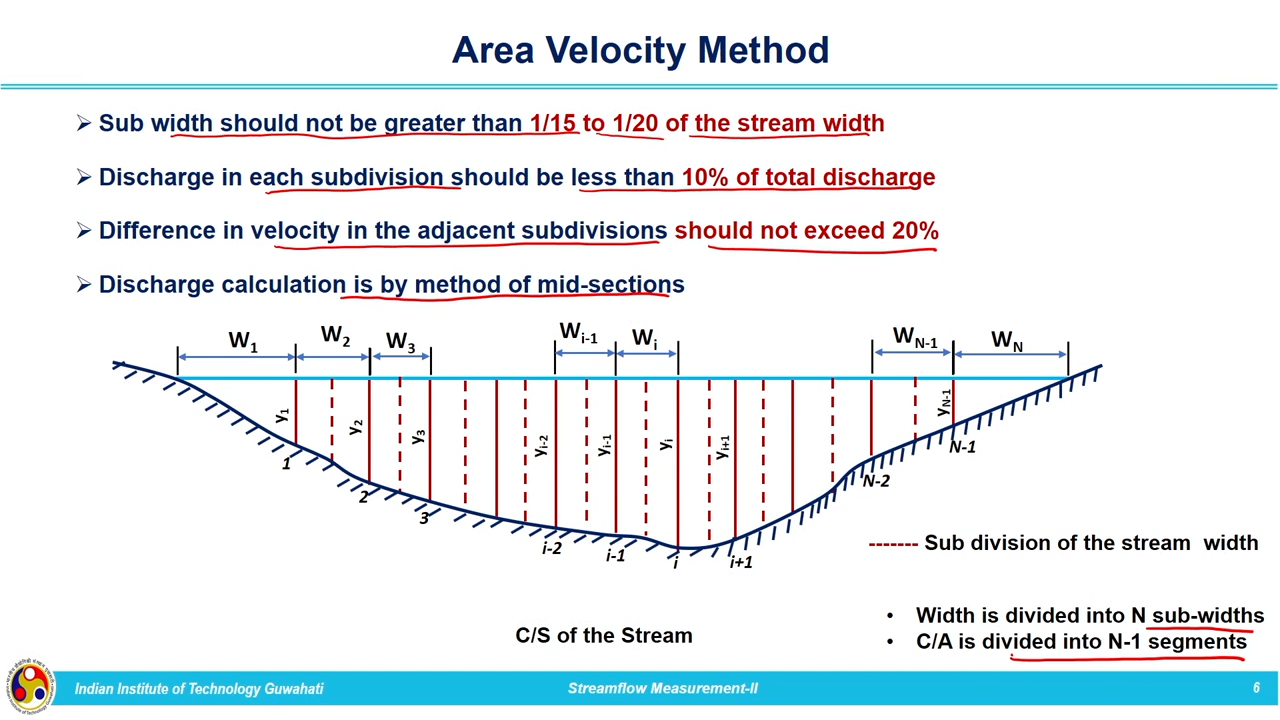 Area Velocity Method
➢ Sub width should not be greater than 1/15 to 1/20 of the stream width
➢ Discharge in each subdivision should be less than 10% of total discharge
➢ Difference in velocity in the adjacent subdivisions should not exceed 20%
➢ Discharge calculation is by method of mid-sections
W1 W2 W3 Wi-1 Wi WN-1 WN
y1 y2 y3 yi-2 yi-1 yi yi+1 yN-1
1 2 3 i-2 i-1 i i+1 N-2 N-1
------- Sub division of the stream width
• Width is divided into N sub-widths
C/S of the Stream
• C/A is divided into N-1 segments
Indian Institute of Technology Guwahati
Streamflow Measurement-II
6